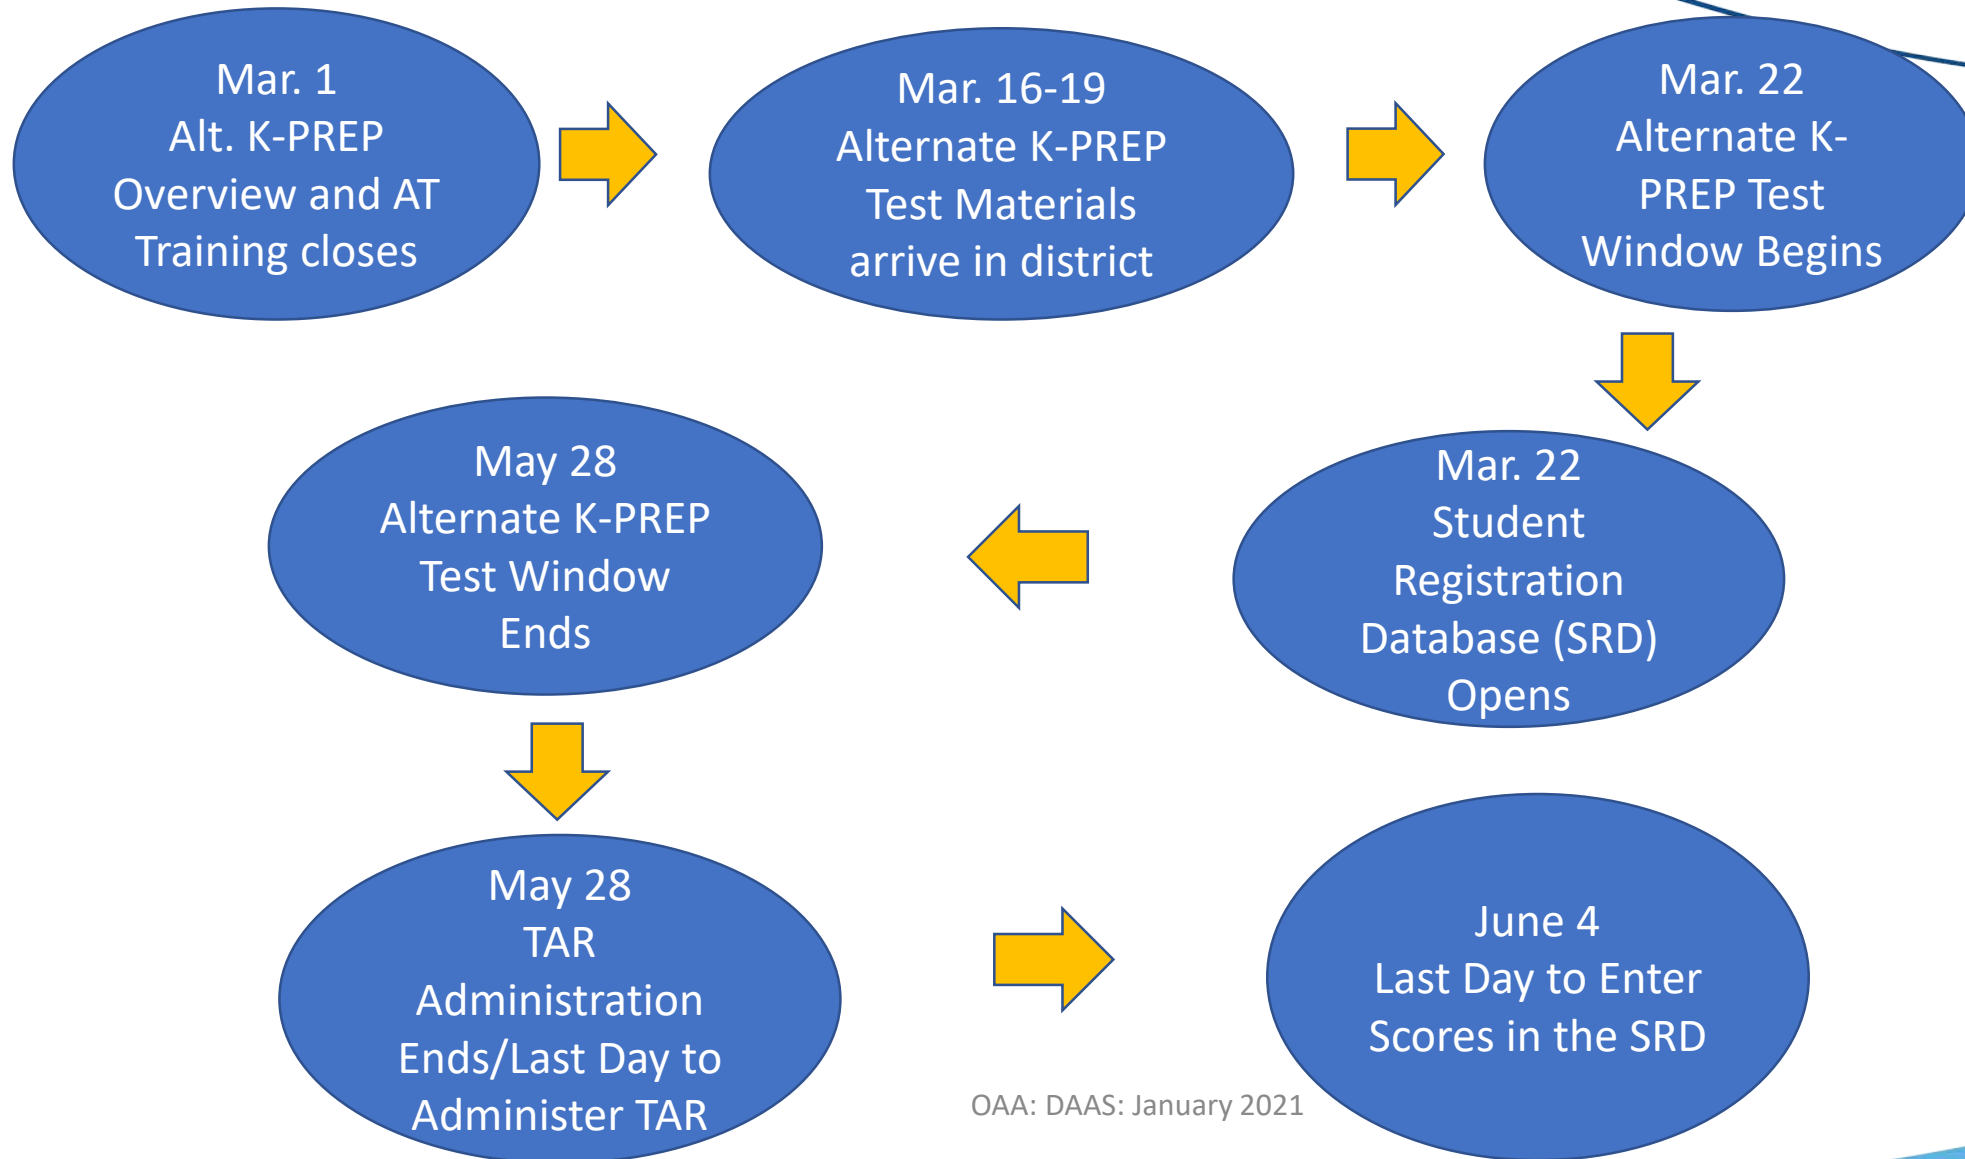 Mar. 1
Alt. K-PREP
Overview and AT
Training closes
Mar. 16-19
Alternate K-PREP
Test Materials
arrive in district
Mar. 22
Alternate K-
PREP Test
Window Begins
Mar. 22
Student
Registration
Database (SRD)
Opens
May 28
Alternate K-PREP
Test Window
Ends
May 28
TAR
Administration
Ends/Last Day to
Administer TAR
June 4
Last Day to Enter
Scores in the SRD
OAA: DAAS: January 2021